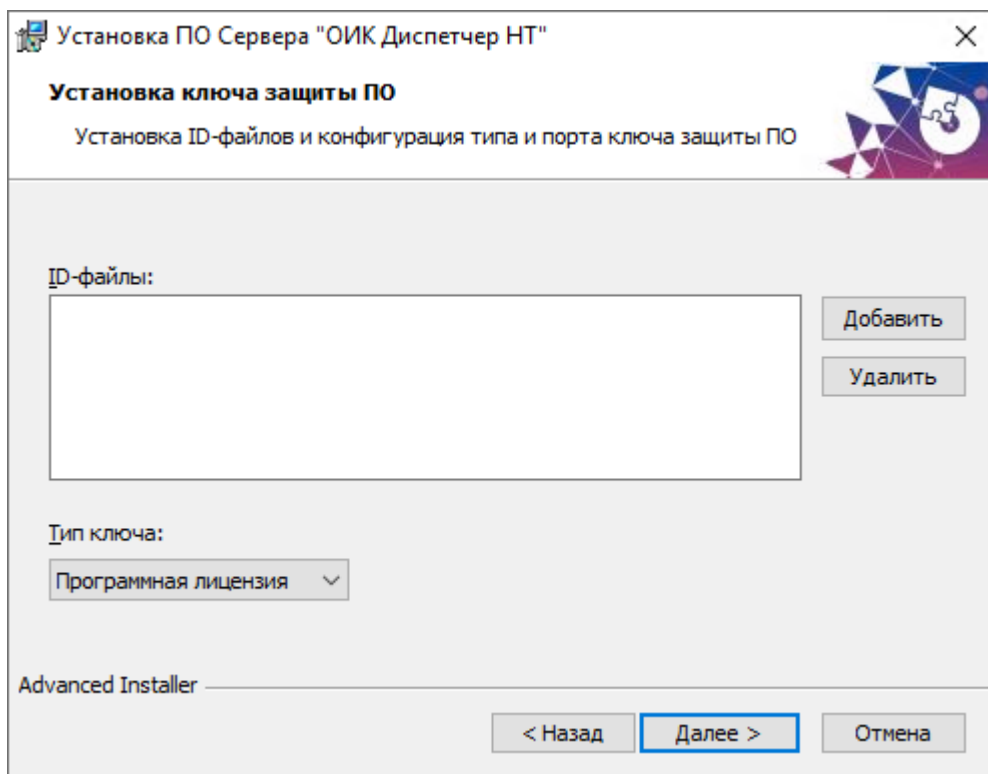 Установка ПО Сервера "ОИК Диспетчер НТ"
Установка ключа защиты ПО
Установка ID-файлов и конфигурация типа и порта ключа защиты ПО
ID-файлы:
Добавить
Удалить
Тип ключа:
Программная лицензия
Advanced Installer
< Назад
Далее >
Отмена